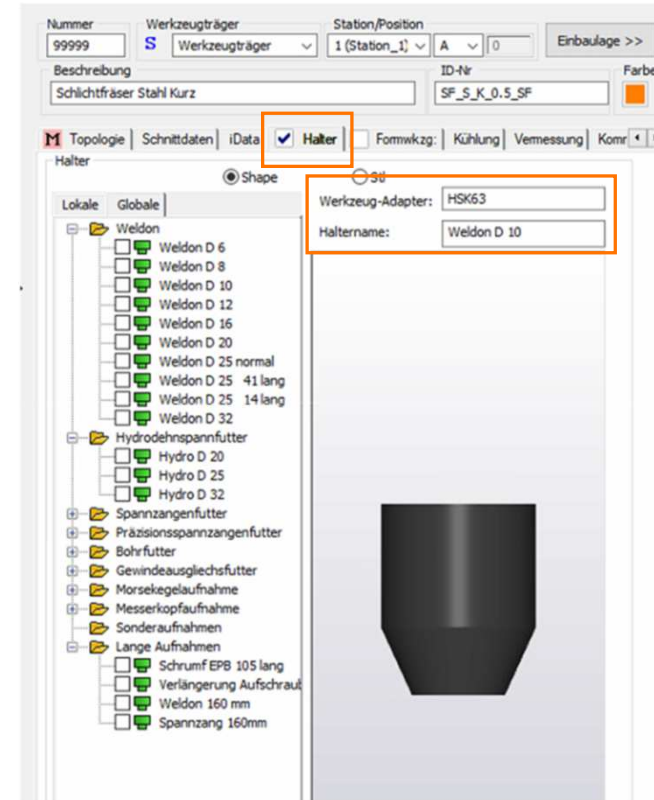 Nummer Werkzeugträger Station/Position
99999 S Werkzeugträger 1 (Station_1) A 0 Einbaulage >>
Beschreibung ID-Nr Farbe
Schlichtfräser Stahl Kurz SF_S_K_0.5_SF
M Topologie Schnittdaten iData Halter Formwkzg: Kühlung Vermessung Komr
Halter
Shape Stl
Lokale Globale
Werkzeug-Adapter: HSK63
Haltername: Weldon D 10
Weldon
Weldon D 6
Weldon D 8
Weldon D 10
Weldon D 12
Weldon D 16
Weldon D 20
Weldon D 25 normal
Weldon D 25 41 lang
Weldon D 25 14 lang
Weldon D 32
Hydrodehnspannfutter
Hydro D 20
Hydro D 25
Hydro D 32
Spannzangenfutter
Präzisionsspannzangenfutter
Bohrfutter
Gewindeausgliechsfutter
Morsekegelaufnahme
Messerkopfaufnahme
Sonderaufnahmen
Lange Aufnahmen
Schrumf EPB 105 lang
Verlängerung Aufschraub
Weldon 160 mm
Spannzang 160mm